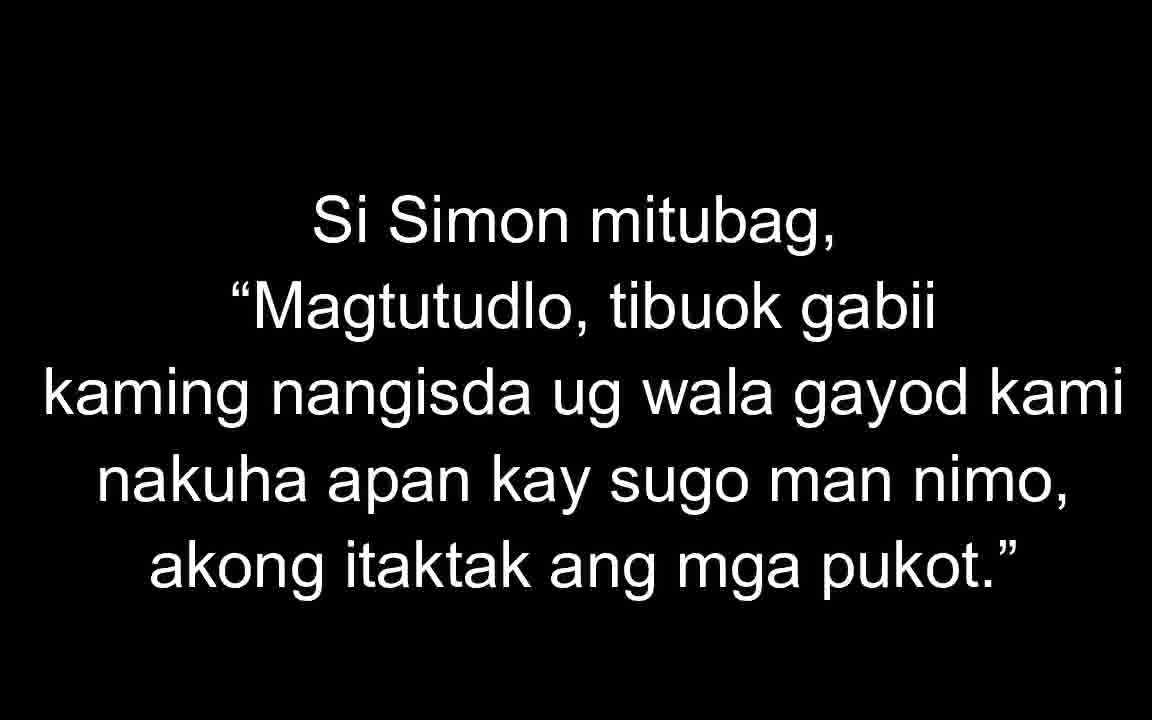 Si Simon mitubag,
“Magtutudlo, tibuok gabii
kaming nangisda ug wala gayod kami
nakuha apan kay sugo man nimo,
akong itaktak ang mga pukot.”